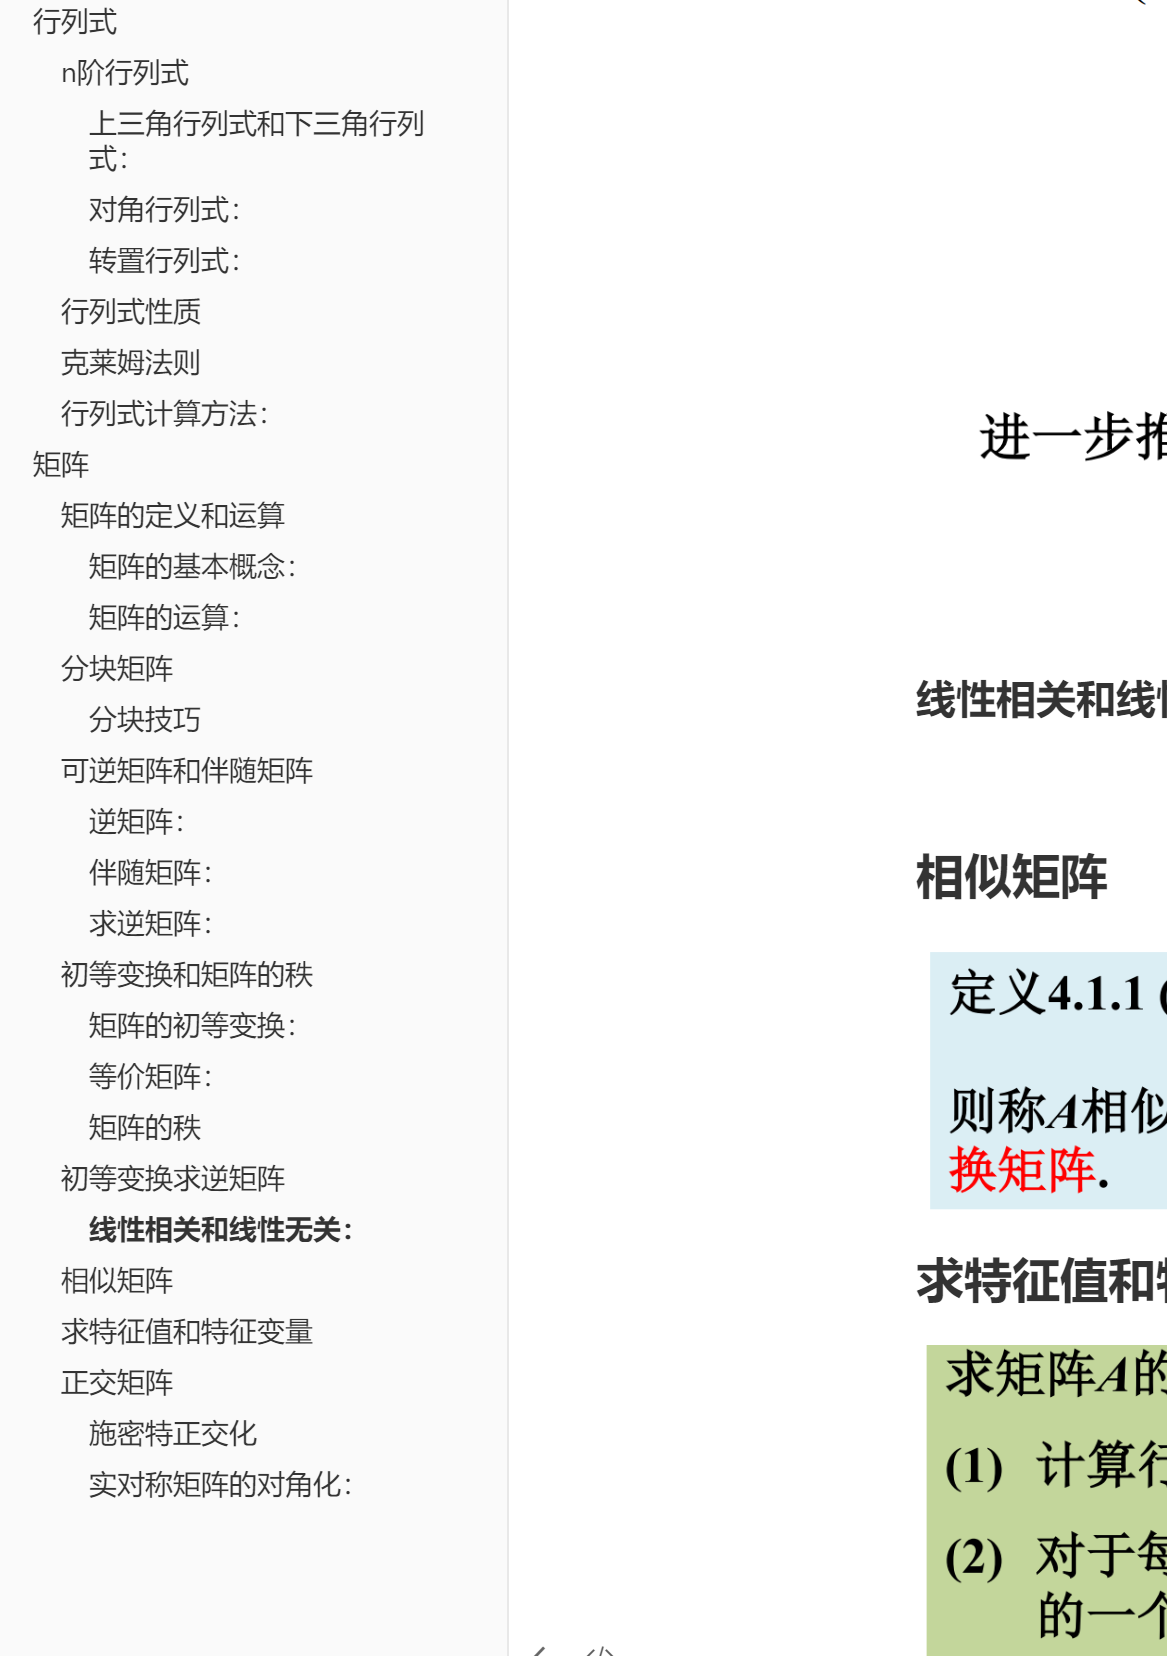 行列式
n阶行列式
上三角行列式和下三角行列
式：
对角行列式：
转置行列式：
行列式性质
克莱姆法则
行列式计算方法：
矩阵
矩阵的定义和运算
矩阵的基本概念：
矩阵的运算：
分块矩阵
分块技巧
可逆矩阵和伴随矩阵
逆矩阵：
伴随矩阵：
求逆矩阵：
初等变换和矩阵的秩
矩阵的初等变换：
等价矩阵：
矩阵的秩
初等变换求逆矩阵
线性相关和线性无关：
相似矩阵
求特征值和特征变量
正交矩阵
施密特正交化
实对称矩阵的对角化：
进一步推
线性相关和线性
相似矩阵
定义4.1.1 (
则称A相似
换矩阵.
求特征值和特
求矩阵A的
(1) 计算行
(2) 对于每
的一个